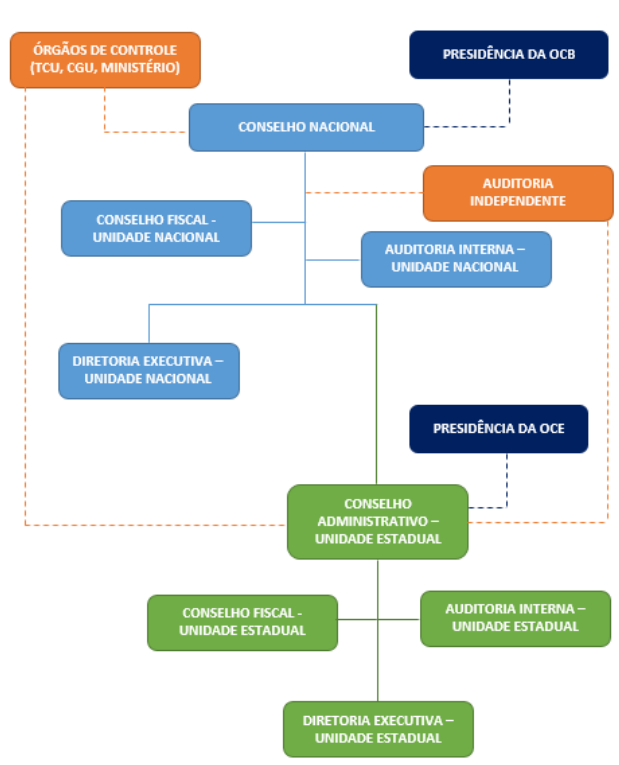 ÓRGÃOS DE CONTROLE
(TCU, CGU, MINISTÉRIO)
PRESIDÊNCIA DA OCB
CONSELHO NACIONAL
AUDITORIA
INDEPENDENTE
CONSELHO FISCAL -
UNIDADE NACIONAL
AUDITORIA INTERNA –
UNIDADE NACIONAL
DIRETORIA EXECUTIVA –
UNIDADE NACIONAL
PRESIDÊNCIA DA OCE
CONSELHO
ADMINISTRATIVO –
UNIDADE ESTADUAL
CONSELHO FISCAL -
UNIDADE ESTADUAL
AUDITORIA INTERNA –
UNIDADE ESTADUAL
DIRETORIA EXECUTIVA –
UNIDADE ESTADUAL